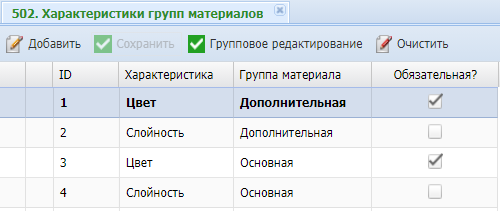 502. Характеристики групп материалов
Добавить Сохранить Групповое редактирование Очистить
ID Характеристика Группа материала Обязательная?
1 Цвет Дополнительная
2 Слойность Дополнительная
3 Цвет Основная
4 Слойность Основная